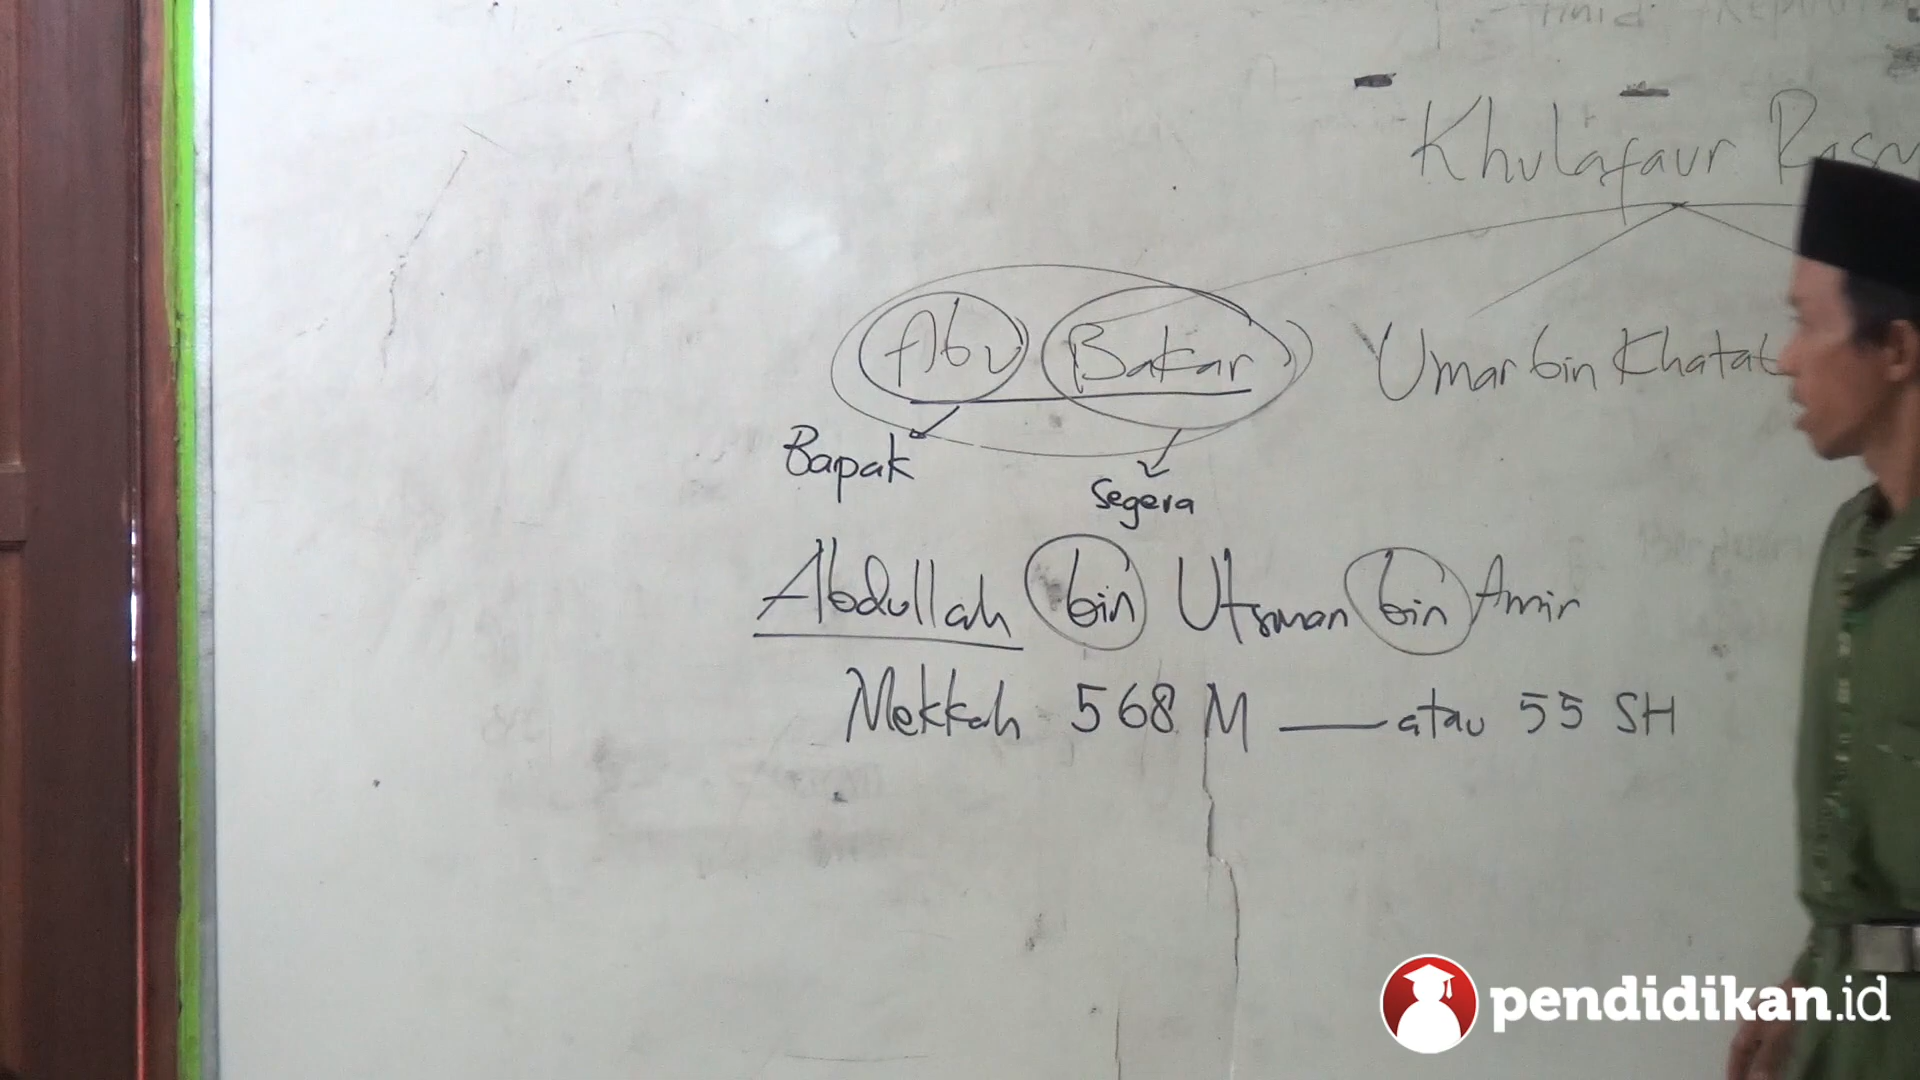 Khulafaur
Abu Bakar
Umar bin Khatab
Bapak
Segera
Abdullah bin Utsman bin Amir
Mekkah 568 M — atau 55 SH
pendidikan.id